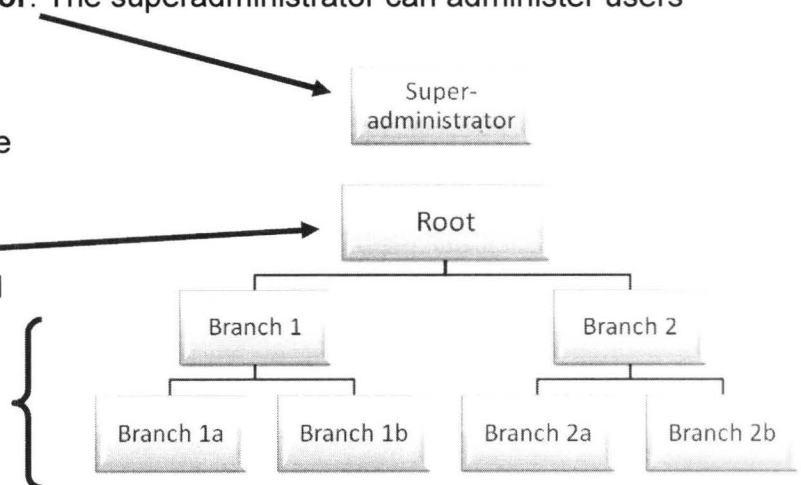 The superadministrator can administer users
Super-
administrator
Root
Branch 1
Branch 2
Branch 1a
Branch 1b
Branch 2a
Branch 2b